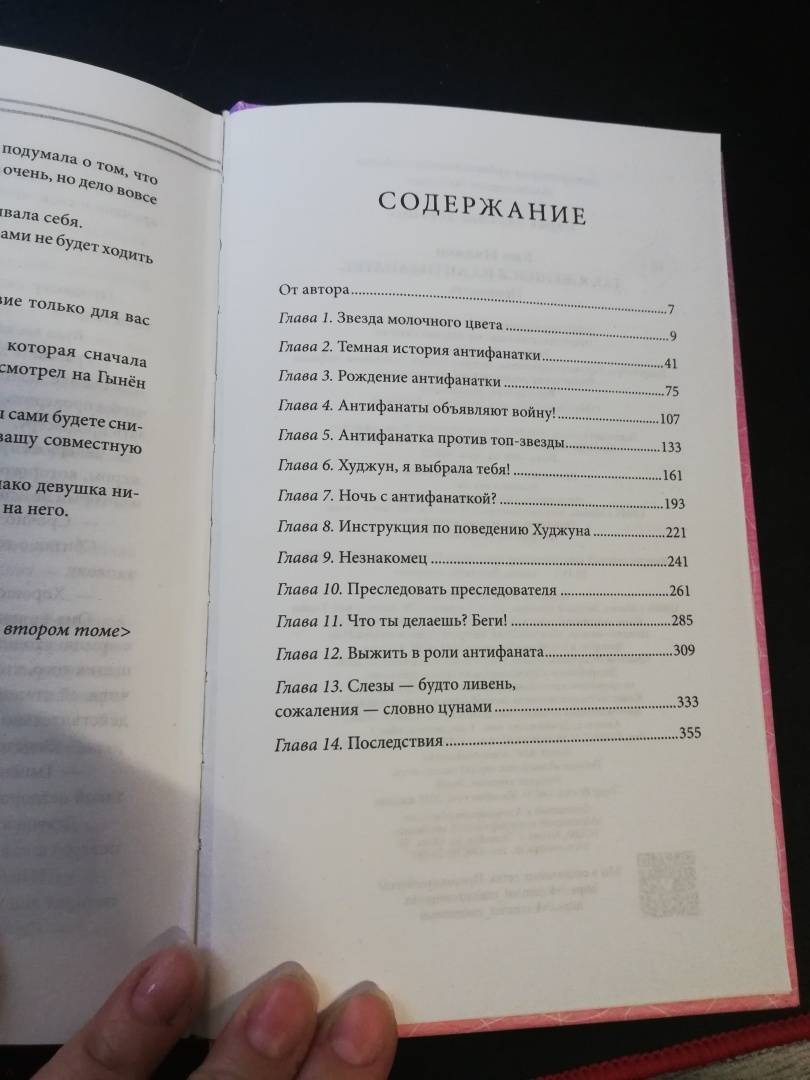 подумала о том, что
очень, но дело вовсе
ивала себя.
ами не будет ходить
вие только для вас
которая сначала
смотрел на Гынён
ы сами будете сни-
вашу совместную
нако девушка ни-
на него.
втором томе>
СОДЕРЖАНИЕ
От автора 7
Глава 1. Звезда молочного цвета 9
Глава 2. Темная история антифанатки 41
Глава 3. Рождение антифанатки 75
Глава 4. Антифанаты объявляют войну! 107
Глава 5. Антифанатка против топ-звезды 133
Глава 6. Худжун, я выбрала тебя! 161
Глава 7. Ночь с антифанаткой? 193
Глава 8. Инструкция по поведению Худжуна 221
Глава 9. Незнакомец 241
Глава 10. Преследовать преследователя 261
Глава 11. Что ты делаешь? Беги! 285
Глава 12. Выжить в роли антифаната 309
Глава 13. Слезы — будто ливень,
сожаления — словно цунами 333
Глава 14. Последствия 355